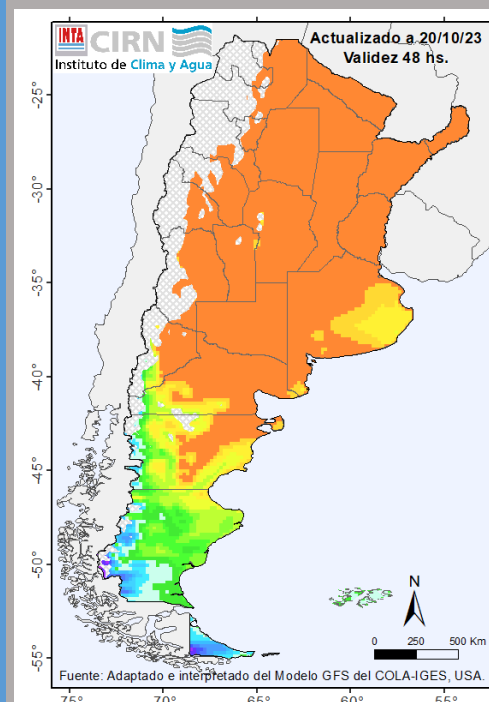 INTA CIRN
Instituto de Clima y Agua
Actualizado a 20/10/23
Validez 48 hs.
-25°
-30°
-35°
-40°
-45°
-50°
-55°
N
0 250 500 Km
Fuente: Adaptado e interpretado del Modelo GFS del COLA-IGES, USA.
75° 70° 65° 60° 55°